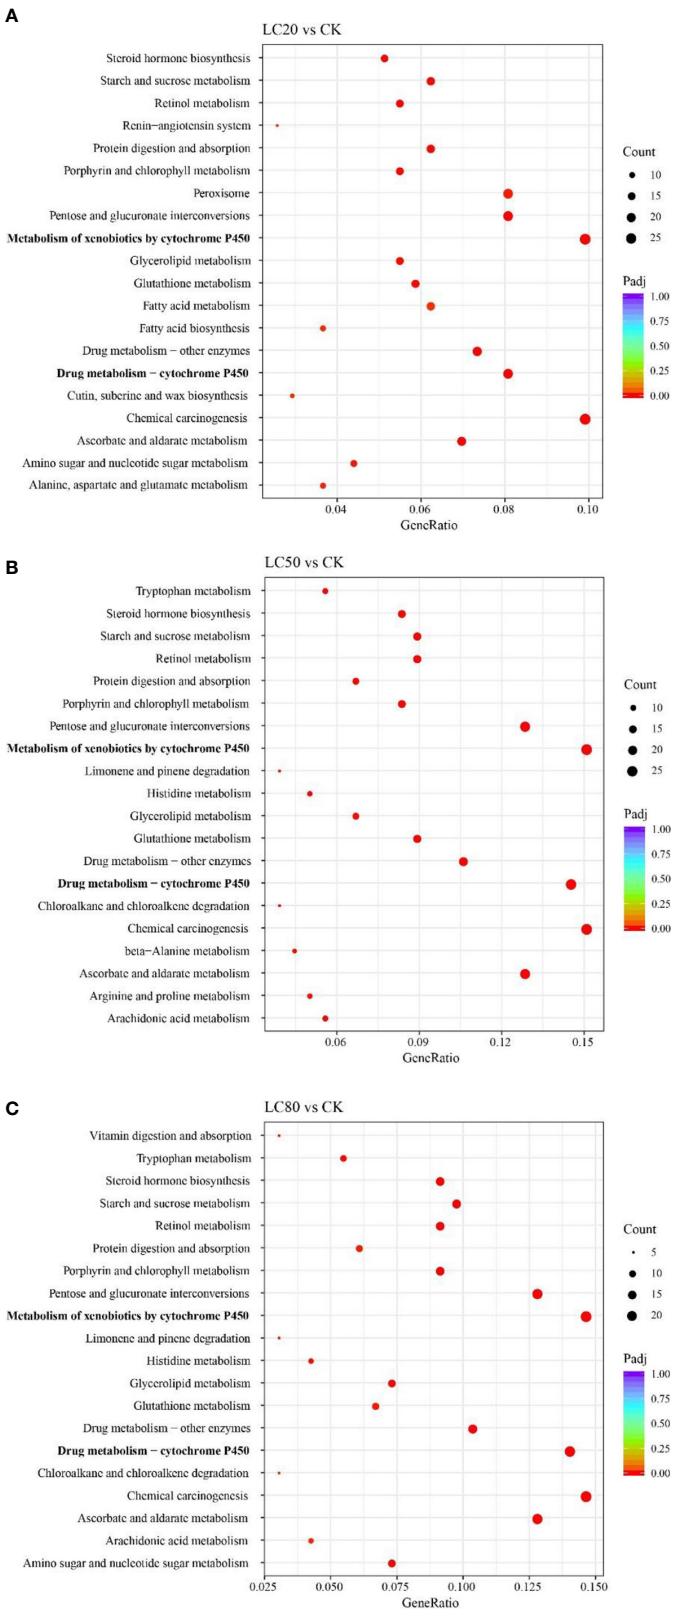 A
LC20 vs CK
Steroid hormone biosynthesis
Starch and sucrose metabolism
Retinol metabolism
Renin−angiotensin system
Protein digestion and absorption
Porphyrin and chlorophyll metabolism
Peroxisome
Pentose and glucuronate interconversions
Metabolism of xenobiotics by cytochrome P450
Glycerolipid metabolism
Glutathione metabolism
Fatty acid metabolism
Fatty acid biosynthesis
Drug metabolism − other enzymes
Drug metabolism − cytochrome P450
Cutin, suberine and wax biosynthesis
Chemical carcinogenesis
Ascorbate and aldarate metabolism
Amino sugar and nucleotide sugar metabolism
Alanine, aspartate and glutamate metabolism
0.04 0.06 0.08 0.10
GeneRatio
Count
10
15
20
25
Padj
1.00
0.75
0.50
0.25
0.00
B
LC50 vs CK
Tryptophan metabolism
Steroid hormone biosynthesis
Starch and sucrose metabolism
Retinol metabolism
Protein digestion and absorption
Porphyrin and chlorophyll metabolism
Pentose and glucuronate interconversions
Metabolism of xenobiotics by cytochrome P450
Limonene and pinene degradation
Histidine metabolism
Glycerolipid metabolism
Glutathione metabolism
Drug metabolism − other enzymes
Drug metabolism − cytochrome P450
Chloroalkane and chloroalkene degradation
Chemical carcinogenesis
beta−Alanine metabolism
Ascorbate and aldarate metabolism
Arginine and proline metabolism
Arachidonic acid metabolism
0.06 0.09 0.12 0.15
GeneRatio
Count
10
15
20
25
Padj
1.00
0.75
0.50
0.25
0.00
C
LC80 vs CK
Vitamin digestion and absorption
Tryptophan metabolism
Steroid hormone biosynthesis
Starch and sucrose metabolism
Retinol metabolism
Protein digestion and absorption
Porphyrin and chlorophyll metabolism
Pentose and glucuronate interconversions
Metabolism of xenobiotics by cytochrome P450
Limonene and pinene degradation
Histidine metabolism
Glycerolipid metabolism
Glutathione metabolism
Drug metabolism − other enzymes
Drug metabolism − cytochrome P450
Chloroalkane and chloroalkene degradation
Chemical carcinogenesis
Ascorbate and aldarate metabolism
Arachidonic acid metabolism
Amino sugar and nucleotide sugar metabolism
0.025 0.050 0.075 0.100 0.125 0.150
GeneRatio
Count
5
10
15
20
Padj
1.00
0.75
0.50
0.25
0.00